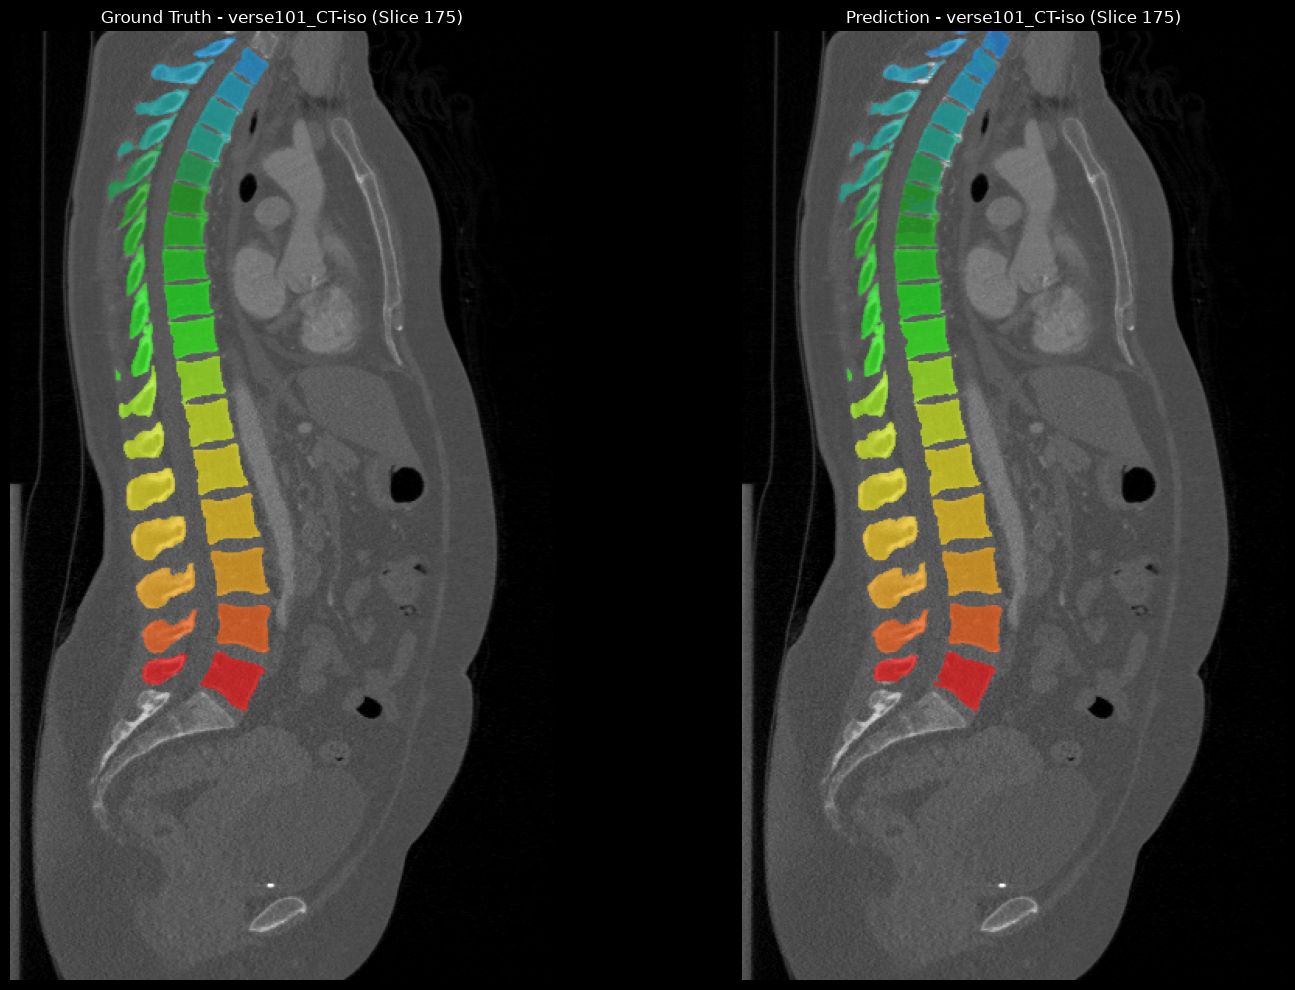 Ground Truth - verse101_CT-iso (Slice 175)
Prediction - verse101_CT-iso (Slice 175)